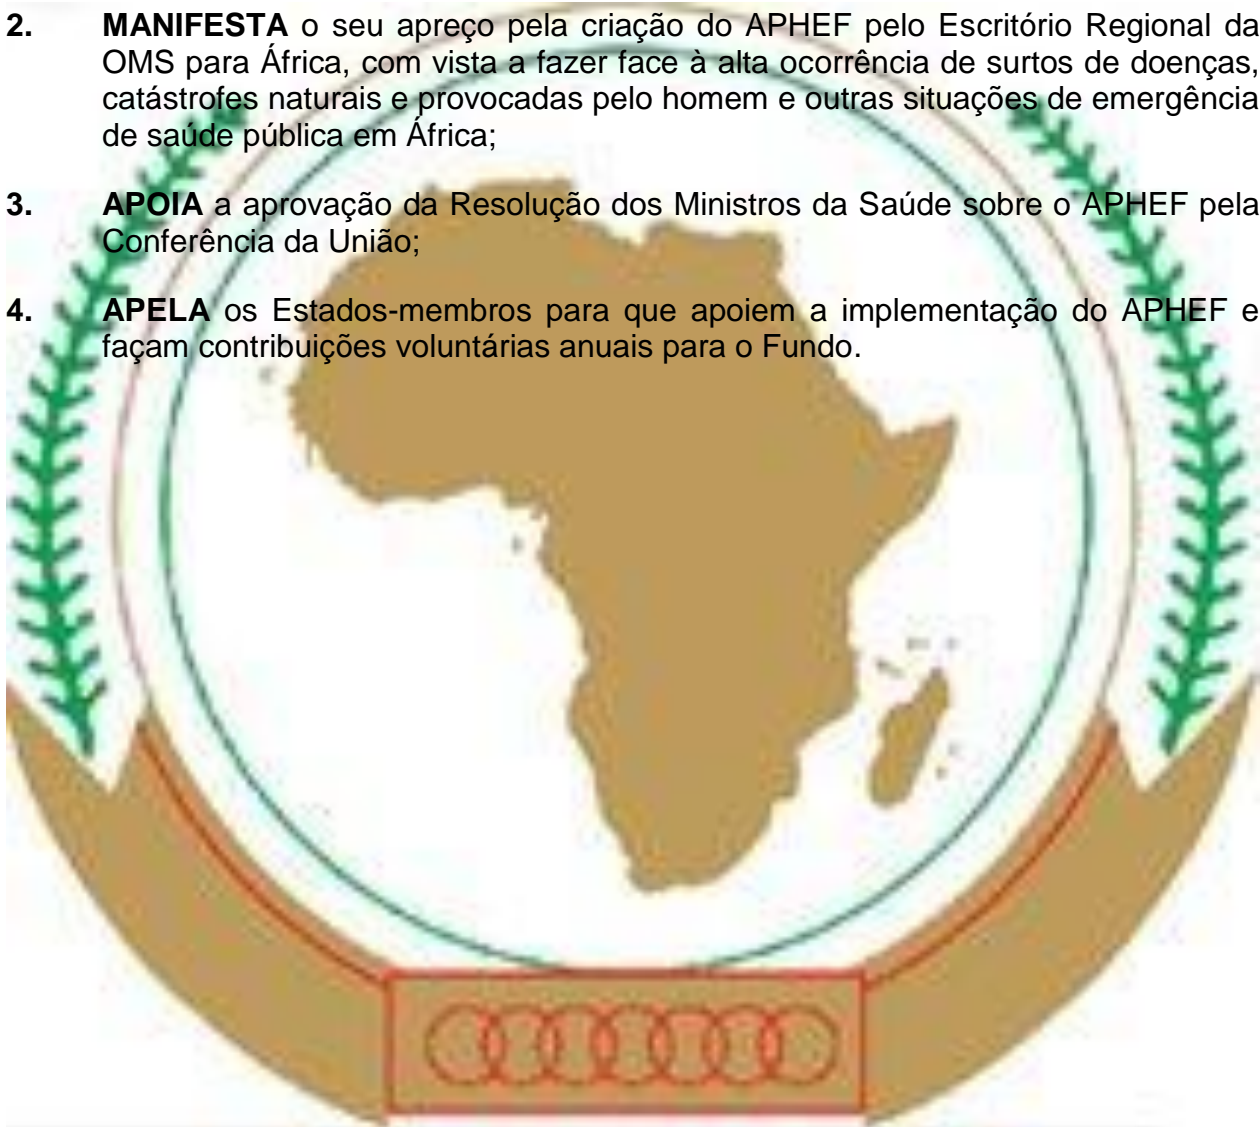 2. MANIFESTA o seu apreço pela criação do APHEF pelo Escritório Regional da
OMS para África, com vista a fazer face à alta ocorrência de surtos de doenças,
catástrofes naturais e provocadas pelo homem e outras situações de emergência
de saúde pública em África;
3. APOIA a aprovação da Resolução dos Ministros da Saúde sobre o APHEF pela
Conferência da União;
4. APELA os Estados-membros para que apoiem a implementação do APHEF e
façam contribuições voluntárias anuais para o Fundo.